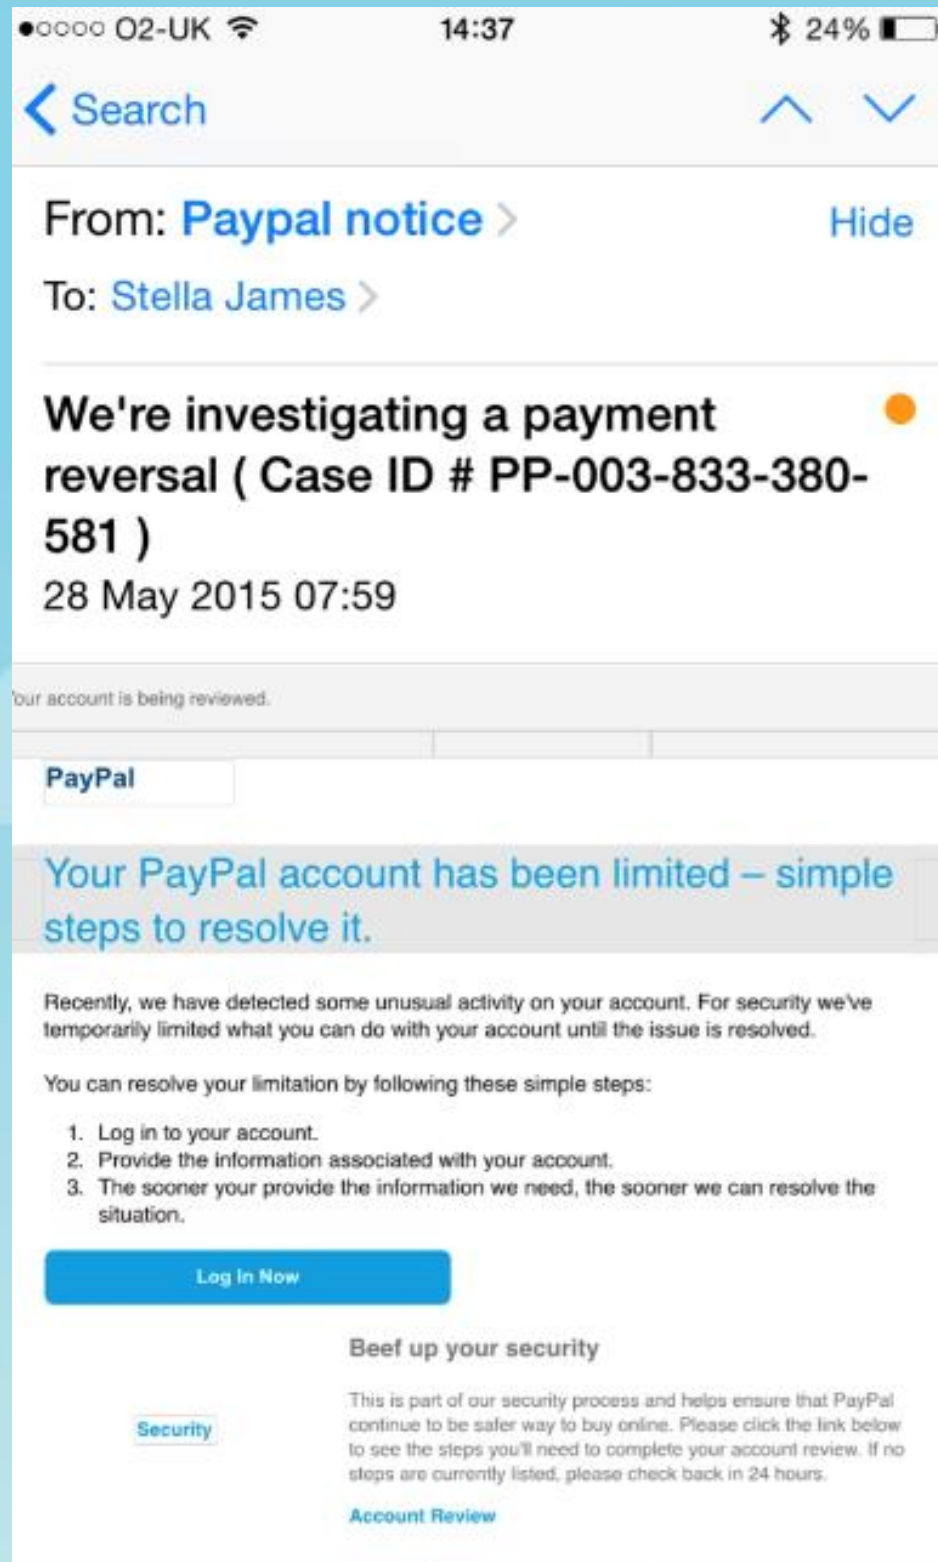 O2-UK 14:37 24%
Search
From: Paypal notice Hide
To: Stella James
We're investigating a payment
reversal ( Case ID # PP-003-833-380-
581 )
28 May 2015 07:59
Your account is being reviewed.
PayPal
Your PayPal account has been limited – simple
steps to resolve it.
Recently, we have detected some unusual activity on your account. For security we've
temporarily limited what you can do with your account until the issue is resolved.
You can resolve your limitation by following these simple steps:
1. Log in to your account.
2. Provide the information associated with your account.
3. The sooner your provide the information we need, the sooner we can resolve the
situation.
Log In Now
Beef up your security
Security
This is part of our security process and helps ensure that PayPal
continue to be safer way to buy online. Please click the link below
to see the steps you'll need to complete your account review. If no
steps are currently listed, please check back in 24 hours.
Account Review